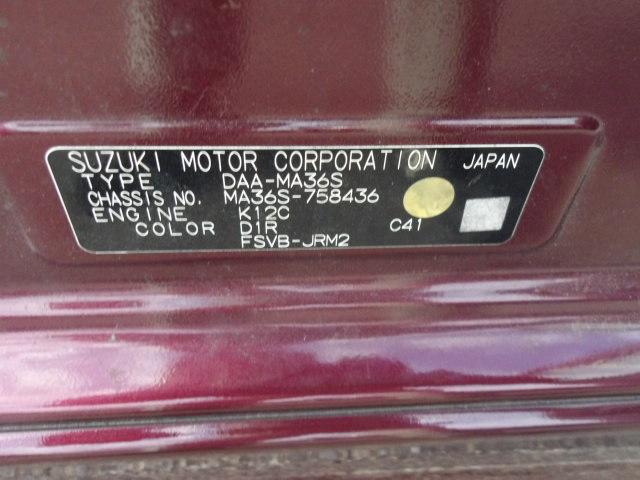 SUZUKI MOTOR CORPORATION JAPAN
TYPE DAA-MA36S
CHASSIS NO. MA36S-758436
ENGINE K12C
COLOR D1R C41
FSVB-JRM2